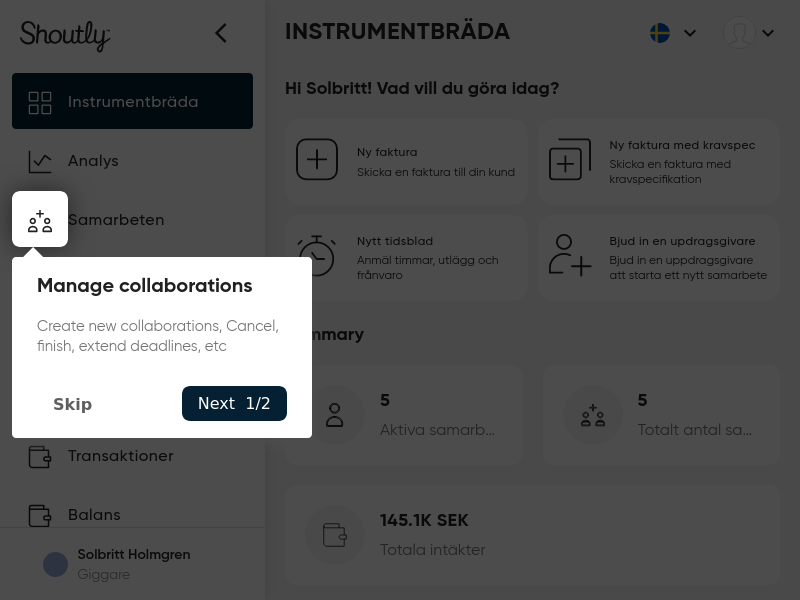 Shoutly
Instrumentbräda
Analys
Samarbeten
Manage collaborations
Create new collaborations, Cancel,
finish, extend deadlines, etc
Skip
Next 1/2
Transaktioner
Balans
Solbritt Holmgren
Giggare
INSTRUMENTBRÄDA
Hi Solbritt! Vad vill du göra idag?
Ny faktura
Skicka en faktura till din kund
Ny faktura med kravspec
Skicka en faktura med
kravspecifikation
Nytt tidsblad
Anmäl timmar, utlägg och
frånvaro
Bjud in en updragsgivare
Bjud in en uppdragsgivare
att starta ett nytt samarbete
mmary
5
Aktiva samarb...
5
Totalt antal sa...
145.1K SEK
Totala intäkter